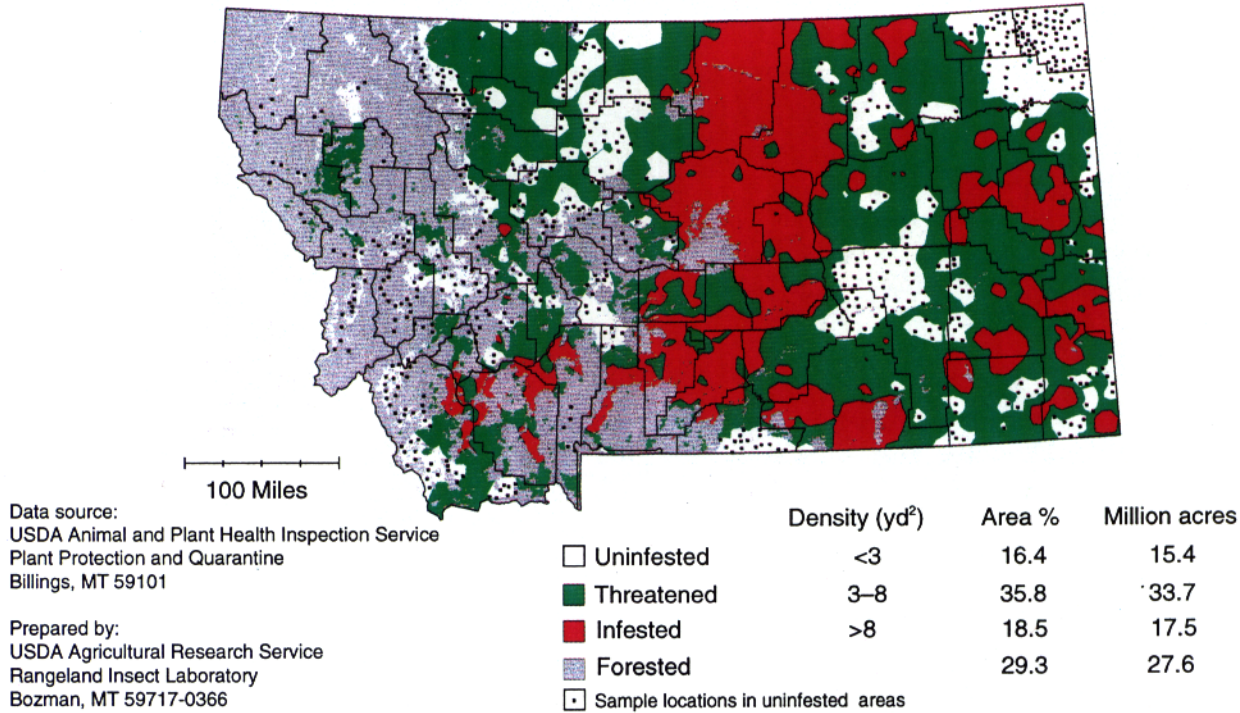 100 Miles
Data source:
USDA Animal and Plant Health Inspection Service
Plant Protection and Quarantine
Billings, MT 59101
Prepared by:
USDA Agricultural Research Service
Rangeland Insect Laboratory
Bozman, MT 59717-0366
Density (yd²) Area % Million acres
Uninfested <3 16.4 15.4
Threatened 3–8 35.8 33.7
Infested >8 18.5 17.5
Forested 29.3 27.6
Sample locations in uninfested areas